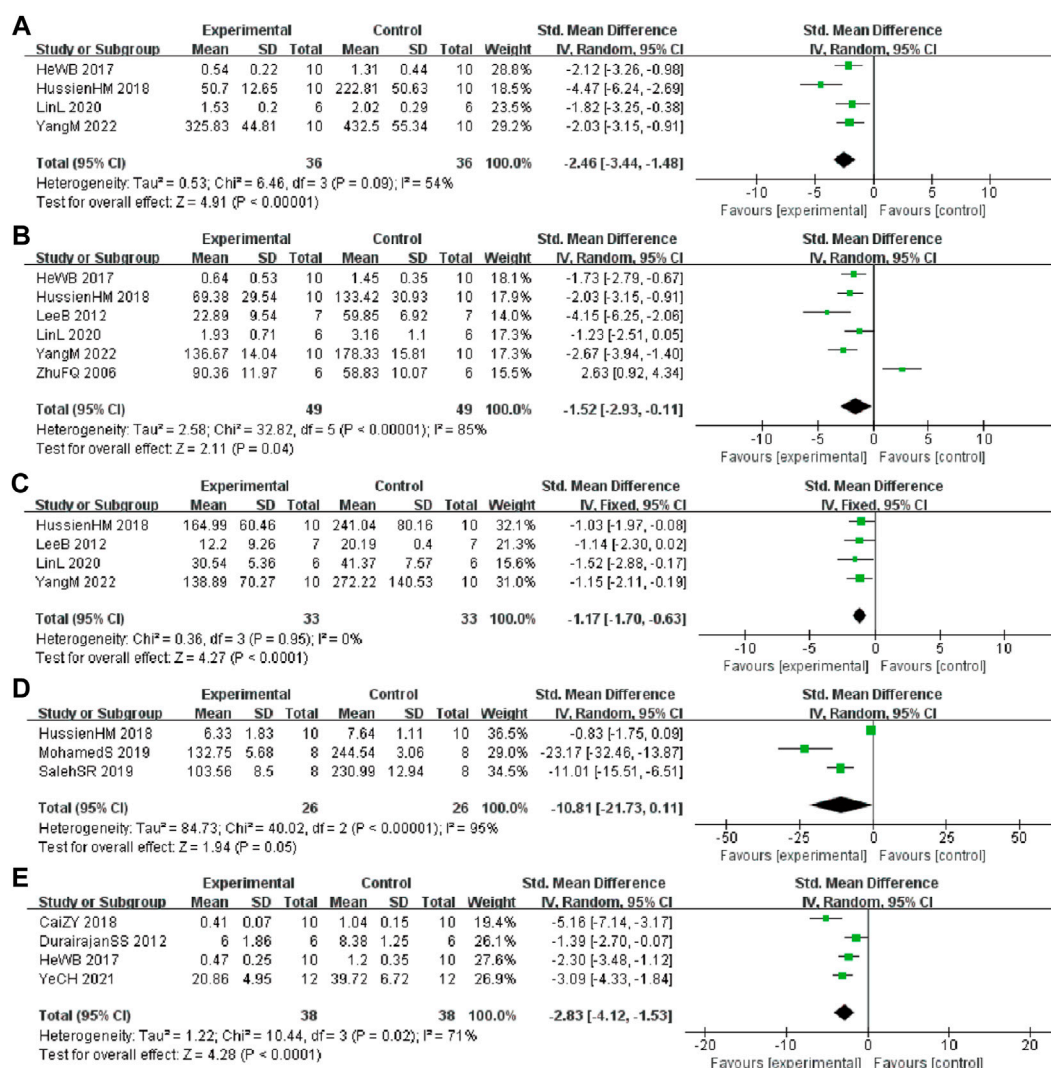 A
Experimental Control Std. Mean Difference Std. Mean Difference
Study or Subgroup Mean SD Total Mean SD Total Weight IV, Random, 95% CI IV, Random, 95% CI
HeWB 2017 0.54 0.22 10 1.31 0.44 10 28.8% -2.12 [-3.26, -0.98]
HussienHM 2018 50.7 12.65 10 222.81 50.63 10 18.5% -4.47 [-6.24, -2.69]
LinL 2020 1.53 0.2 6 2.02 0.29 6 23.5% -1.82 [-3.25, -0.38]
YangM 2022 325.83 44.81 10 432.5 55.34 10 29.2% -2.03 [-3.15, -0.91]
Total (95% CI) 36 36 100.0% -2.46 [-3.44, -1.48]
Heterogeneity: Tau² = 0.53; Chi² = 6.46, df = 3 (P = 0.09); I² = 54%
Test for overall effect: Z = 4.91 (P < 0.00001)
-10 -5 0 5 10
Favours [experimental] Favours [control]
B
Experimental Control Std. Mean Difference Std. Mean Difference
Study or Subgroup Mean SD Total Mean SD Total Weight IV, Random, 95% CI IV, Random, 95% CI
HeWB 2017 0.64 0.53 10 1.45 0.35 10 18.1% -1.73 [-2.79, -0.67]
HussienHM 2018 69.38 29.54 10 133.42 30.93 10 17.9% -2.03 [-3.15, -0.91]
LeeB 2012 22.89 9.54 7 59.85 6.92 7 14.0% -4.15 [-6.25, -2.06]
LinL 2020 1.93 0.71 6 3.16 1.1 6 17.3% -1.23 [-2.51, 0.05]
YangM 2022 136.67 14.04 10 178.33 15.81 10 17.3% -2.67 [-3.94, -1.40]
ZhuFQ 2006 90.36 11.97 6 58.83 10.07 6 15.5% 2.63 [0.92, 4.34]
Total (95% CI) 49 49 100.0% -1.52 [-2.93, -0.11]
Heterogeneity: Tau² = 2.58; Chi² = 32.82, df = 5 (P < 0.00001); I² = 85%
Test for overall effect: Z = 2.11 (P = 0.04)
-10 -5 0 5 10
Favours [experimental] Favours [control]
C
Experimental Control Std. Mean Difference Std. Mean Difference
Study or Subgroup Mean SD Total Mean SD Total Weight IV, Fixed, 95% CI IV, Fixed, 95% CI
HussienHM 2018 164.99 60.46 10 241.04 80.16 10 32.1% -1.03 [-1.97, -0.08]
LeeB 2012 12.2 9.26 7 20.19 0.4 7 21.3% -1.14 [-2.30, 0.02]
LinL 2020 30.54 5.36 6 41.37 7.57 6 15.6% -1.52 [-2.88, -0.17]
YangM 2022 138.89 70.27 10 272.22 140.53 10 31.0% -1.15 [-2.11, -0.19]
Total (95% CI) 33 33 100.0% -1.17 [-1.70, -0.63]
Heterogeneity: Chi² = 0.36, df = 3 (P = 0.95); I² = 0%
Test for overall effect: Z = 4.27 (P < 0.0001)
-10 -5 0 5 10
Favours [experimental] Favours [control]
D
Experimental Control Std. Mean Difference Std. Mean Difference
Study or Subgroup Mean SD Total Mean SD Total Weight IV, Random, 95% CI IV, Random, 95% CI
HussienHM 2018 6.33 1.83 10 7.64 1.11 10 36.5% -0.83 [-1.75, 0.09]
MohamedS 2019 132.75 5.68 8 244.54 3.06 8 29.0% -23.17 [-32.46, -13.87]
SalehSR 2019 103.56 8.5 8 230.99 12.94 8 34.5% -11.01 [-15.51, -6.51]
Total (95% CI) 26 26 100.0% -10.81 [-21.73, 0.11]
Heterogeneity: Tau² = 84.73; Chi² = 40.02, df = 2 (P < 0.00001); I² = 95%
Test for overall effect: Z = 1.94 (P = 0.05)
-50 -25 0 25 50
Favours [experimental] Favours [control]
E
Experimental Control Std. Mean Difference Std. Mean Difference
Study or Subgroup Mean SD Total Mean SD Total Weight IV, Random, 95% CI IV, Random, 95% CI
CaiZY 2018 0.41 0.07 10 1.04 0.15 10 19.4% -5.16 [-7.14, -3.17]
DurairajanSS 2012 6 1.86 6 8.38 1.25 6 26.1% -1.39 [-2.70, -0.07]
HeWB 2017 0.47 0.25 10 1.2 0.35 10 27.6% -2.30 [-3.48, -1.12]
YeCH 2021 20.86 4.95 12 39.72 6.72 12 26.9% -3.09 [-4.33, -1.84]
Total (95% CI) 38 38 100.0% -2.83 [-4.12, -1.53]
Heterogeneity: Tau² = 1.22; Chi² = 10.44, df = 3 (P = 0.02); I² = 71%
Test for overall effect: Z = 4.28 (P < 0.0001)
-20 -10 0 10 20
Favours [experimental] Favours [control]